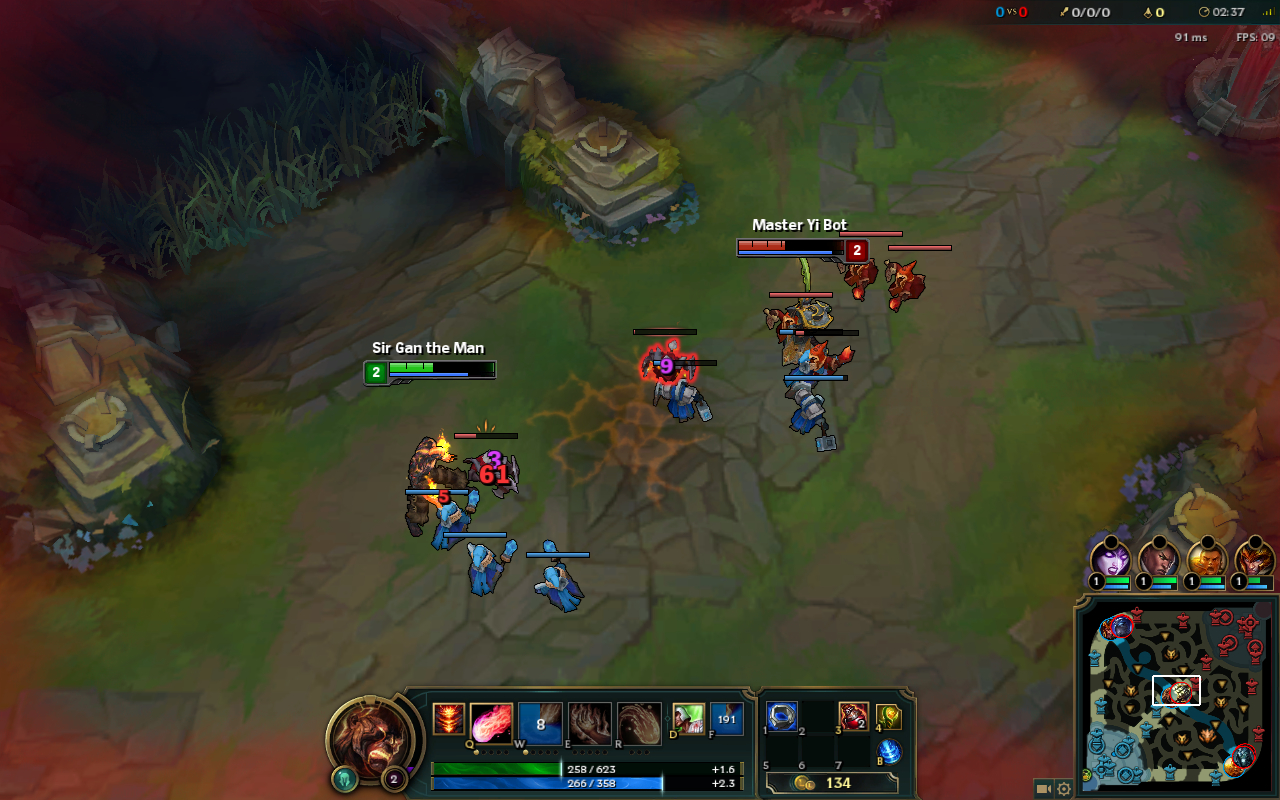 0 vs 0 0/0/0 0 02:37
91 ms FPS: 09
Master Yi Bot
2
Sir Gan the Man
2
9
3
61
5
1 1 1 1
8 191
Q W E R D F
1 2 3 2 4
5 6 7 B
2
258 / 623 +1.6
266 / 358 +2.3
134